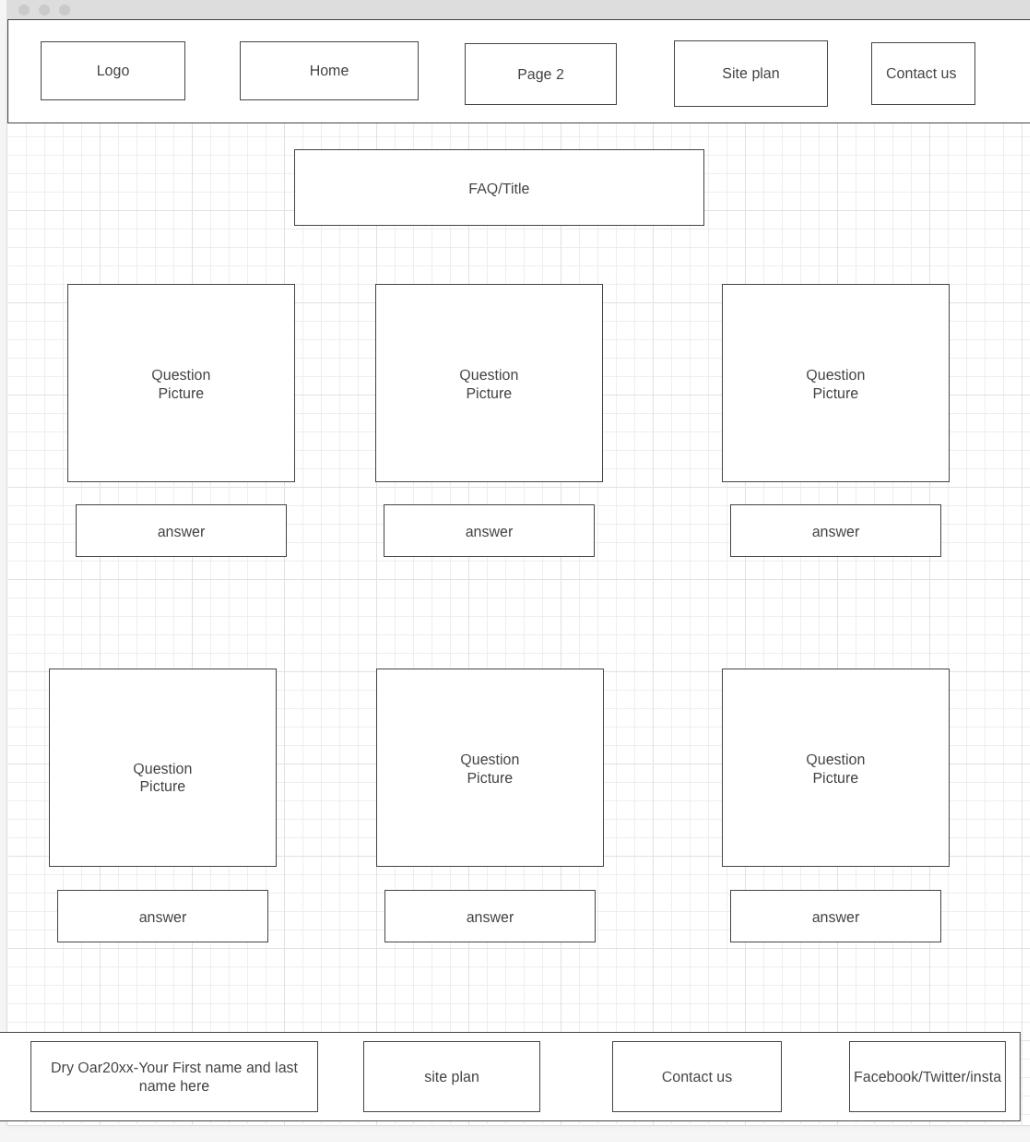 Logo
Home
Page 2
Site plan
Contact us
FAQ/Title
Question
Picture
Question
Picture
Question
Picture
answer
answer
answer
Question
Picture
Question
Picture
Question
Picture
answer
answer
answer
Dry Oar20xx-Your First name and last
name here
site plan
Contact us
Facebook/Twitter/insta